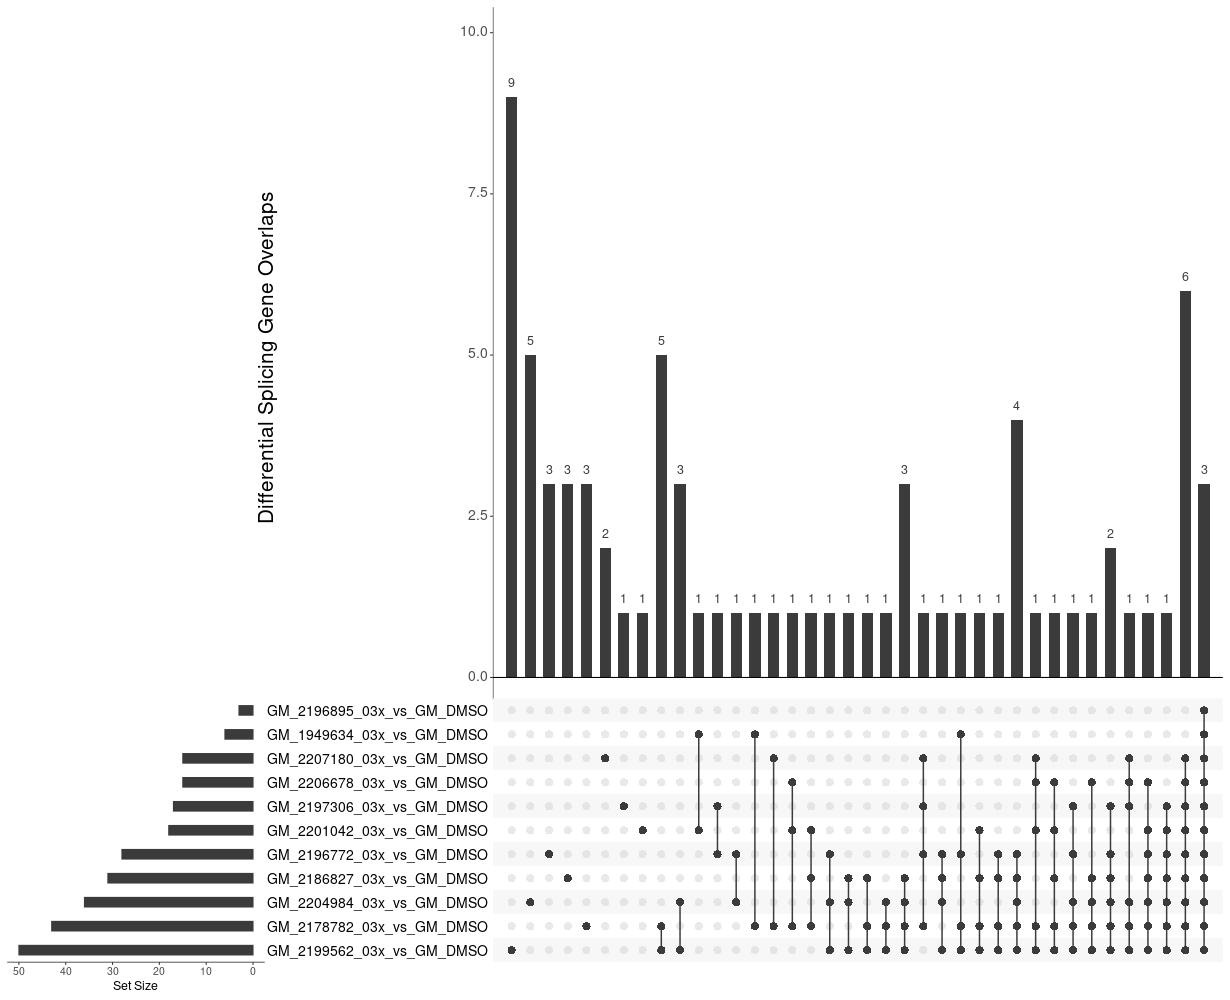 10.0
9
7.5
6
5.0
5
5
4
3 3 3
3
3
3
2.5
2
2
1 1
1 1 1 1 1 1 1 1 1 1 1
1 1 1 1 1
1 1 1 1
1 1 1
0.0
Differential Splicing Gene Overlaps
GM_2196895_03x_vs_GM_DMSO
GM_1949634_03x_vs_GM_DMSO
GM_2207180_03x_vs_GM_DMSO
GM_2206678_03x_vs_GM_DMSO
GM_2197306_03x_vs_GM_DMSO
GM_2201042_03x_vs_GM_DMSO
GM_2196772_03x_vs_GM_DMSO
GM_2186827_03x_vs_GM_DMSO
GM_2204984_03x_vs_GM_DMSO
GM_2178782_03x_vs_GM_DMSO
GM_2199562_03x_vs_GM_DMSO
50 40 30 20 10 0
Set Size